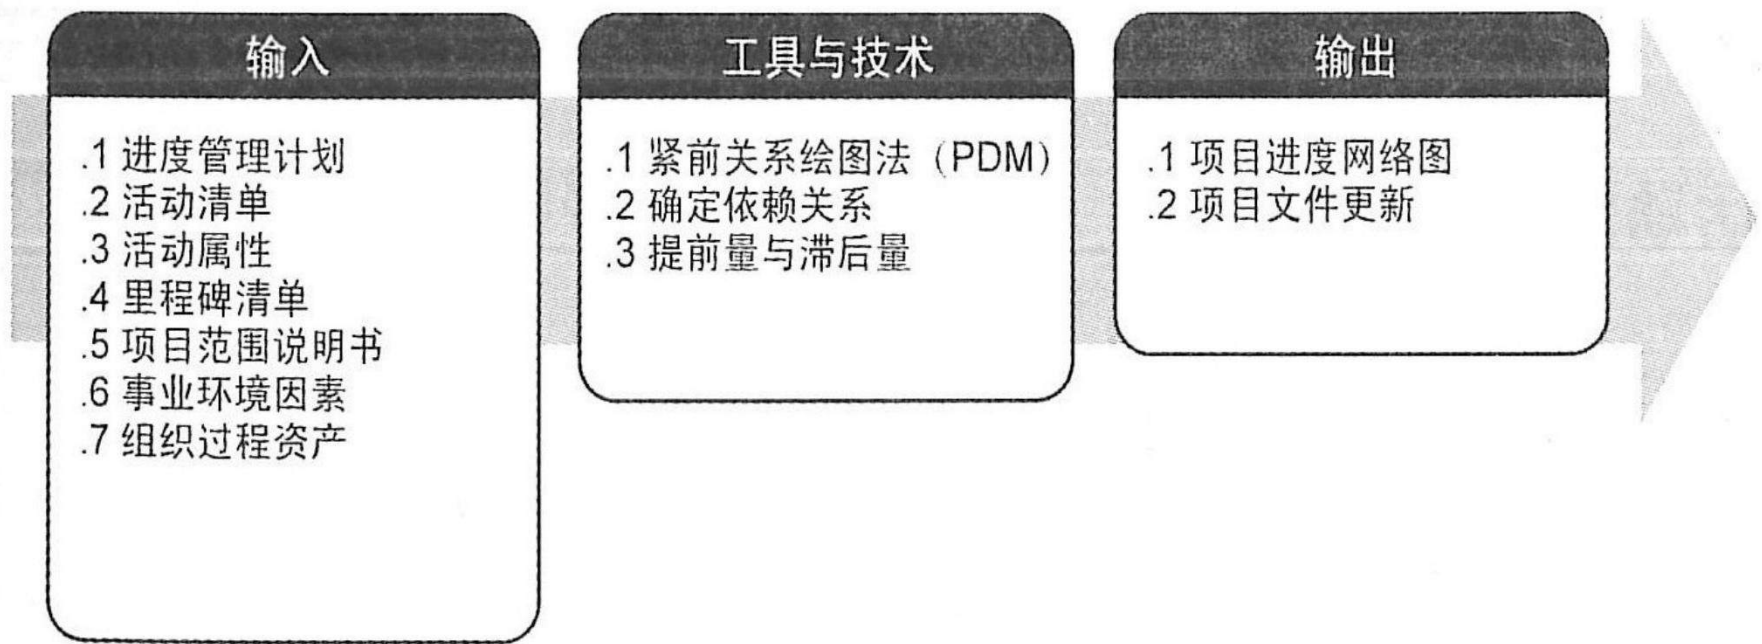 输入
.1 进度管理计划
.2 活动清单
.3 活动属性
.4 里程碑清单
.5 项目范围说明书
.6 事业环境因素
.7 组织过程资产
工具与技术
.1 紧前关系绘图法（PDM）
.2 确定依赖关系
.3 提前量与滞后量
输出
.1 项目进度网络图
.2 项目文件更新